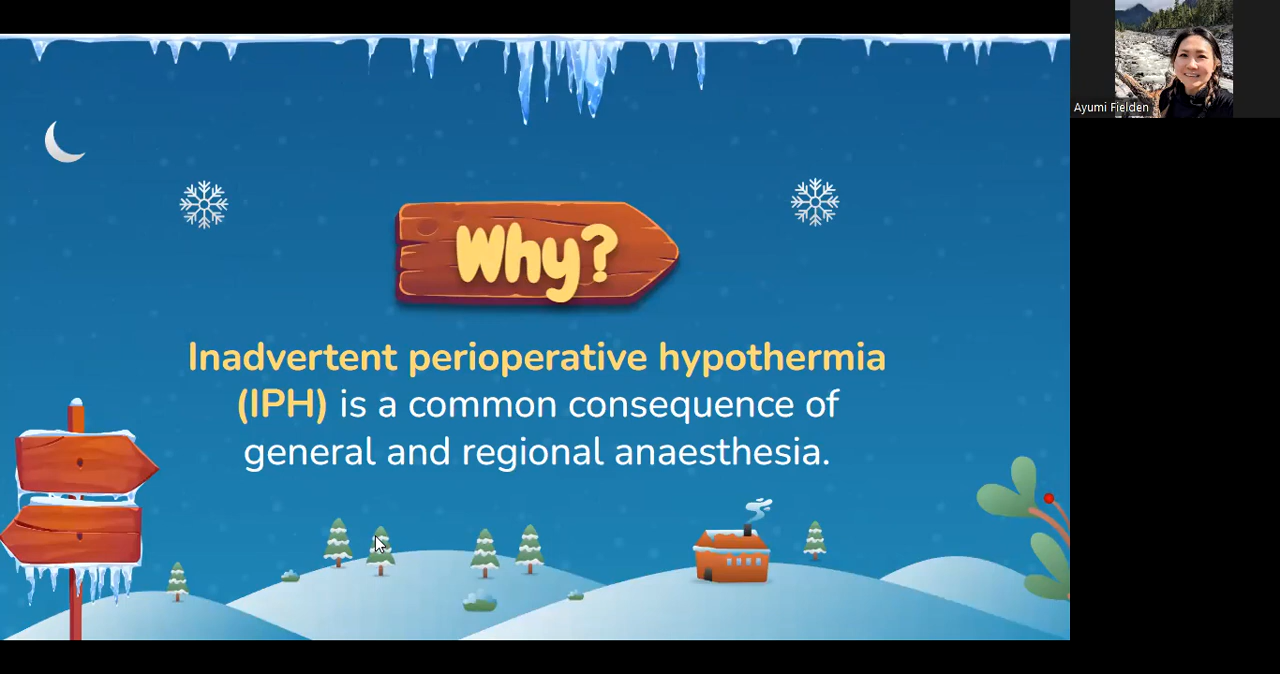 Why?
Inadvertent perioperative hypothermia
(IPH) is a common consequence of
general and regional anaesthesia.
Ayumi Fielden